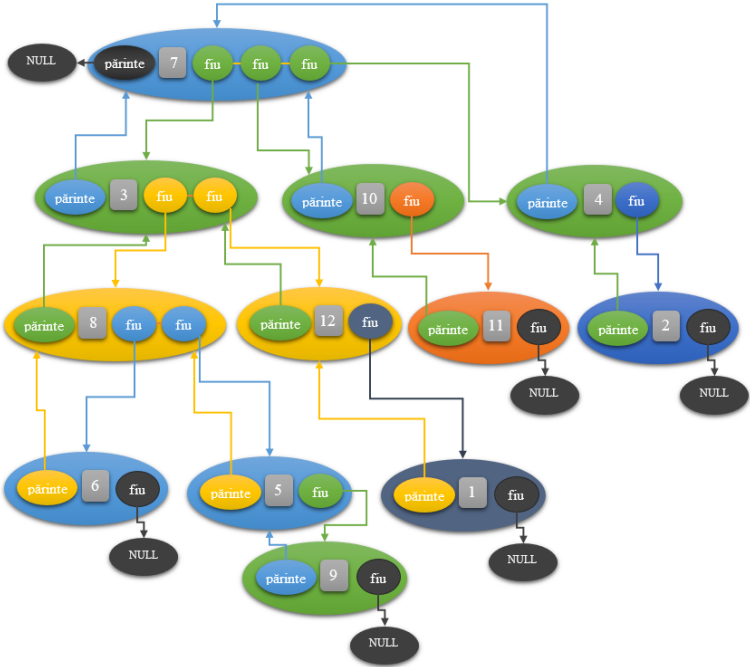 NULL părinte 7 fiu fiu fiu
părinte 3 fiu fiu părinte 10 fiu părinte 4 fiu
părinte 8 fiu fiu părinte 12 fiu părinte 11 fiu părinte 2 fiu
NULL NULL
părinte 6 fiu părinte 5 fiu părinte 1 fiu
NULL NULL
părinte 9 fiu
NULL